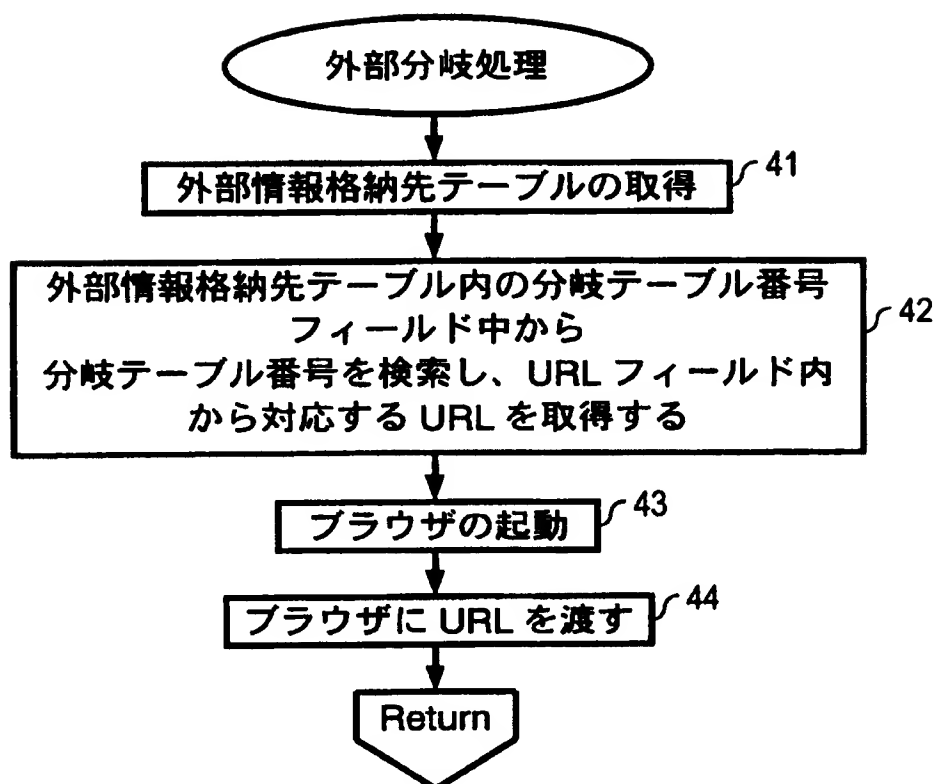 外部分岐処理
外部情報格納先テーブルの取得
41
外部情報格納先テーブル内の分岐テーブル番号
フィールド中から
分岐テーブル番号を検索し、URL フィールド内
から対応する URL を取得する
42
ブラウザの起動
43
ブラウザに URL を渡す
44
Return